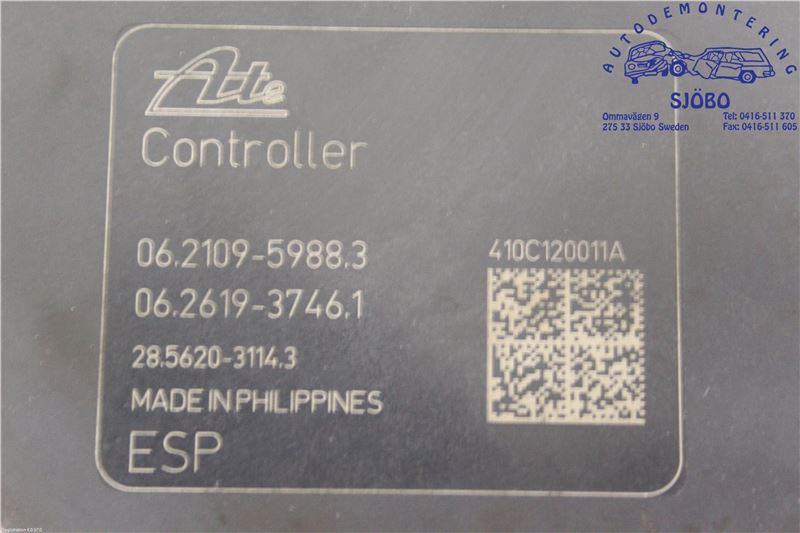 Ate
Controller
06.2109-5988.3
06.2619-3746.1
28.5620-3114.3
MADE IN PHILIPPINES
ESP
410C120011A
AUTODEMONTERING
SJÖBO
Ommavägen 9
275 33 Sjöbo Sweden
Tel: 0416-511 370
Fax: 0416-511 605